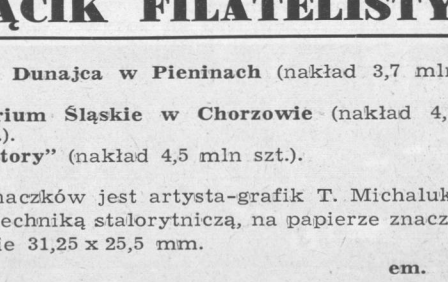 ĄCIK FILATELISTY
Dunajca w Pieninach (nakład 3,7 mln
rium Śląskie w Chorzowie (nakład 4,
.).
tory” (nakład 4,5 mln szt.).
naczków jest artysta-grafik T. Michaluk
echniką stalorytniczą, na papierze znacz
ie 31,25 x 25,5 mm.
em.